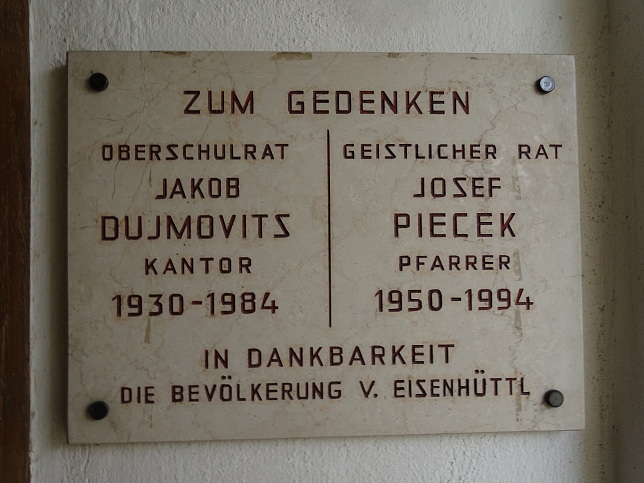 ZUM GEDENKEN
OBERSCHULRAT
JAKOB
DUJMOVITS
KANTOR
1930-1984
GEISTLICHER RAT
JOSEF
PIECEK
PFARRER
1950-1994
IN DANKBARKEIT
DIE BEVÖLKERUNG V. EISENHÜTTL